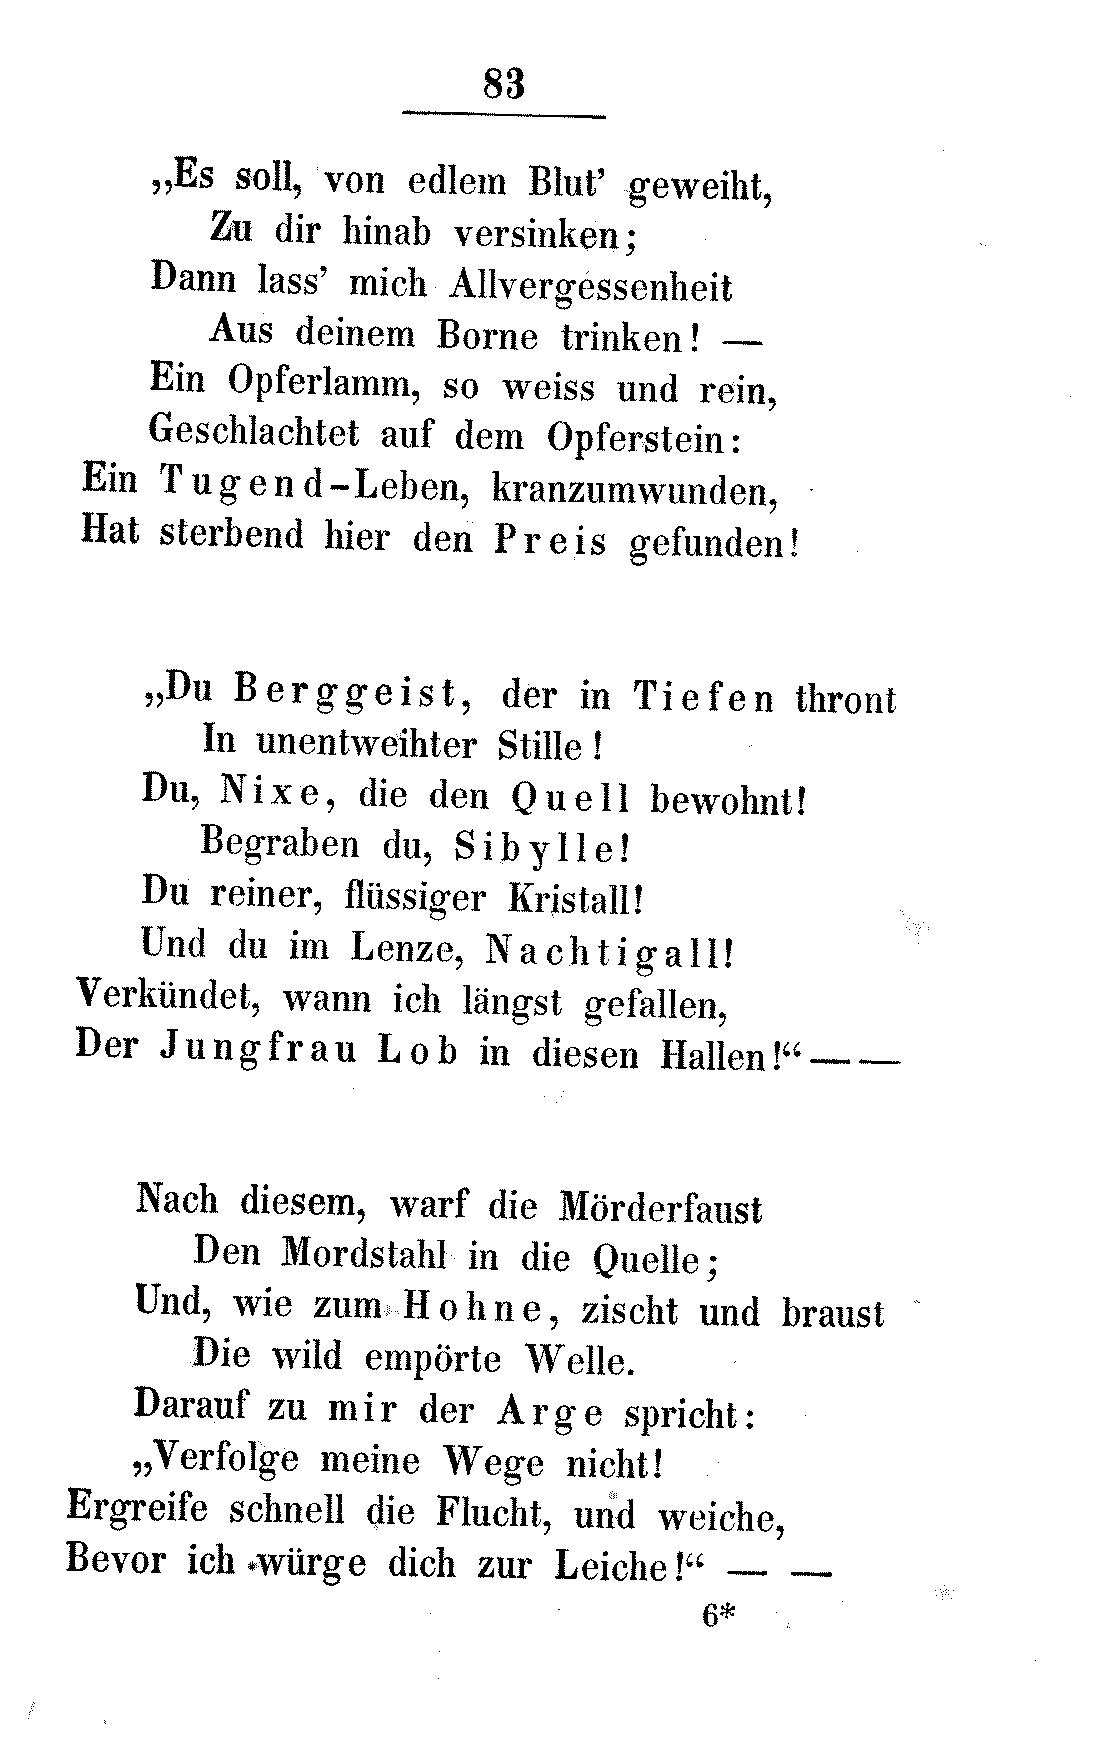 83
„Es soll, von edlem Blut’ geweiht,
Zu dir hinab versinken;
Dann lass’ mich Allvergessenheit
Aus deinem Borne trinken! —
Ein Opferlamm, so weiss und rein,
Geschlachtet auf dem Opferstein:
Ein Tugend-Leben, kranzumwunden,
Hat sterbend hier den Preis gefunden!
„Du Berggeist, der in Tiefen thront
In unentweihter Stille!
Du, Nixe, die den Quell bewohnt!
Begraben du, Sibylle!
Du reiner, flüssiger Kristall!
Und du im Lenze, Nachtigall!
Verkündet, wann ich längst gefallen,
Der Jungfrau Lob in diesen Hallen!“ — —
Nach diesem, warf die Mörderfaust
Den Mordstahl in die Quelle;
Und, wie zum Hohne, zischt und braust
Die wild empörte Welle.
Darauf zu mir der Arge spricht:
„Verfolge meine Wege nicht!
Ergreife schnell die Flucht, und weiche,
Bevor ich würge dich zur Leiche!“ — —
6*